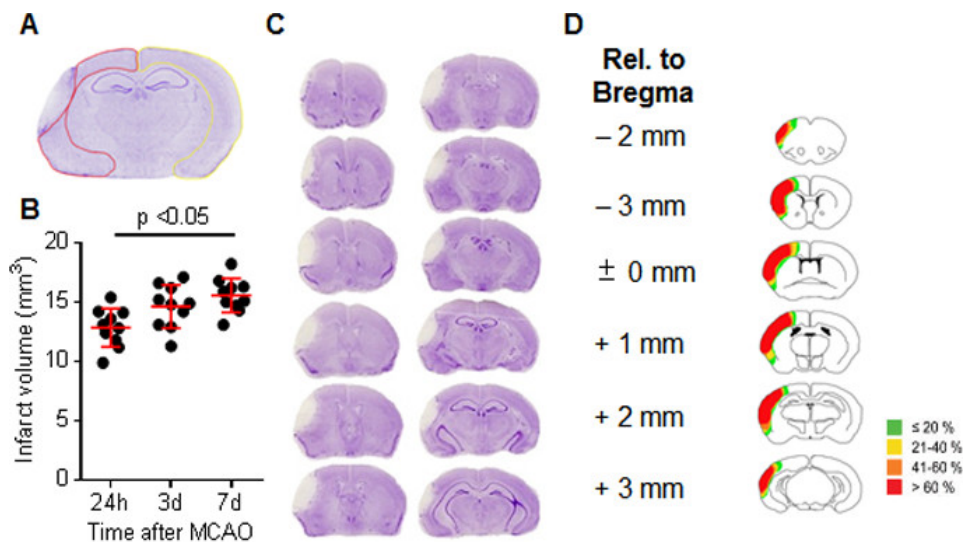 A
B
p <0.05
Infarct volume (mm³)
20
15
10
5
0
24h 3d 7d
Time after MCAO
C
D
Rel. to
Bregma
– 2 mm
– 3 mm
± 0 mm
+ 1 mm
+ 2 mm
+ 3 mm
≤ 20 %
21-40 %
41-60 %
> 60 %